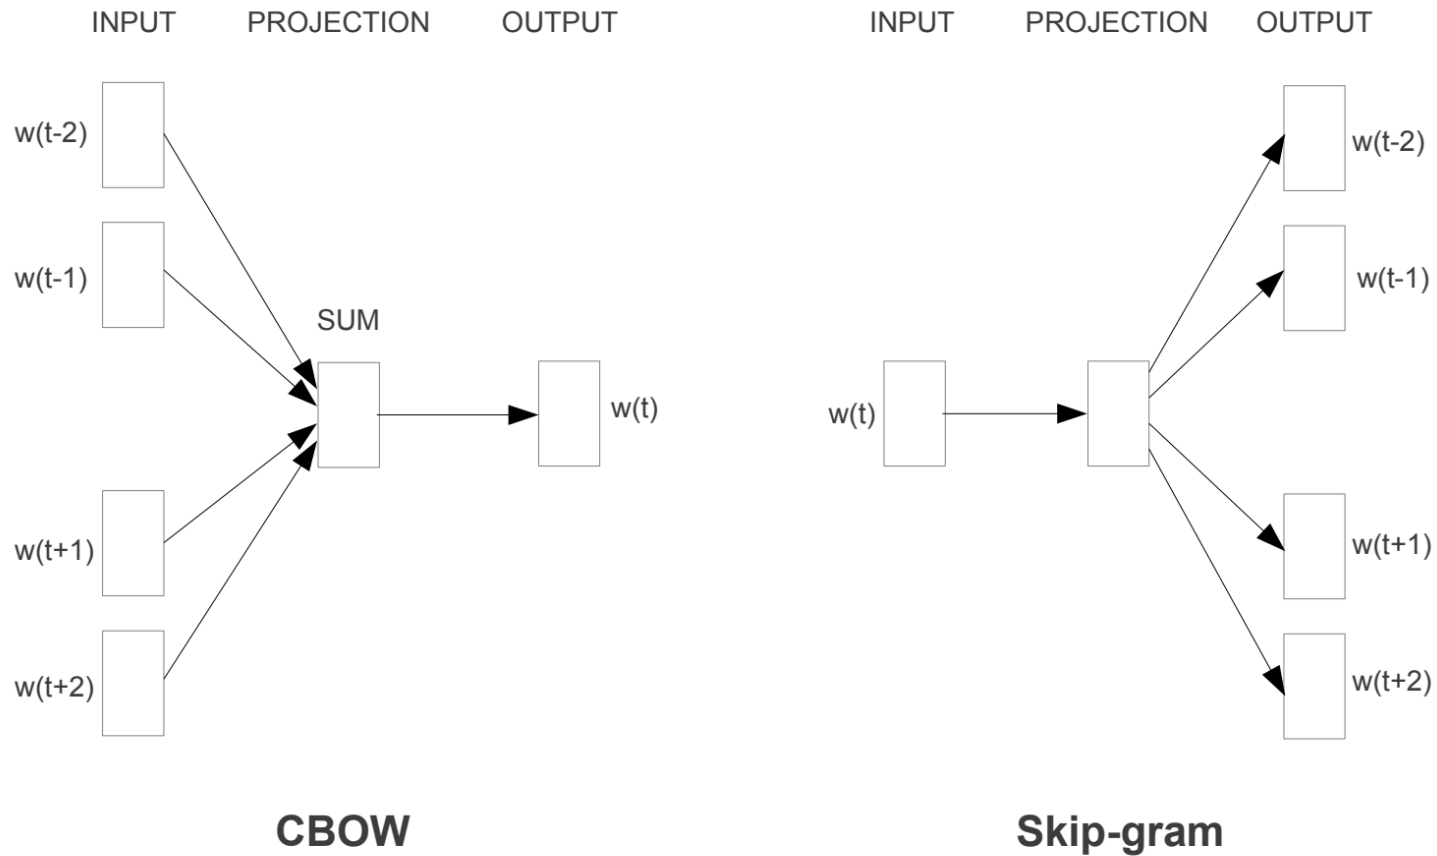 INPUT PROJECTION OUTPUT
w(t-2)
w(t-1)
SUM
w(t)
w(t+1)
w(t+2)
CBOW
INPUT PROJECTION OUTPUT
w(t-2)
w(t-1)
w(t)
w(t+1)
w(t+2)
Skip-gram